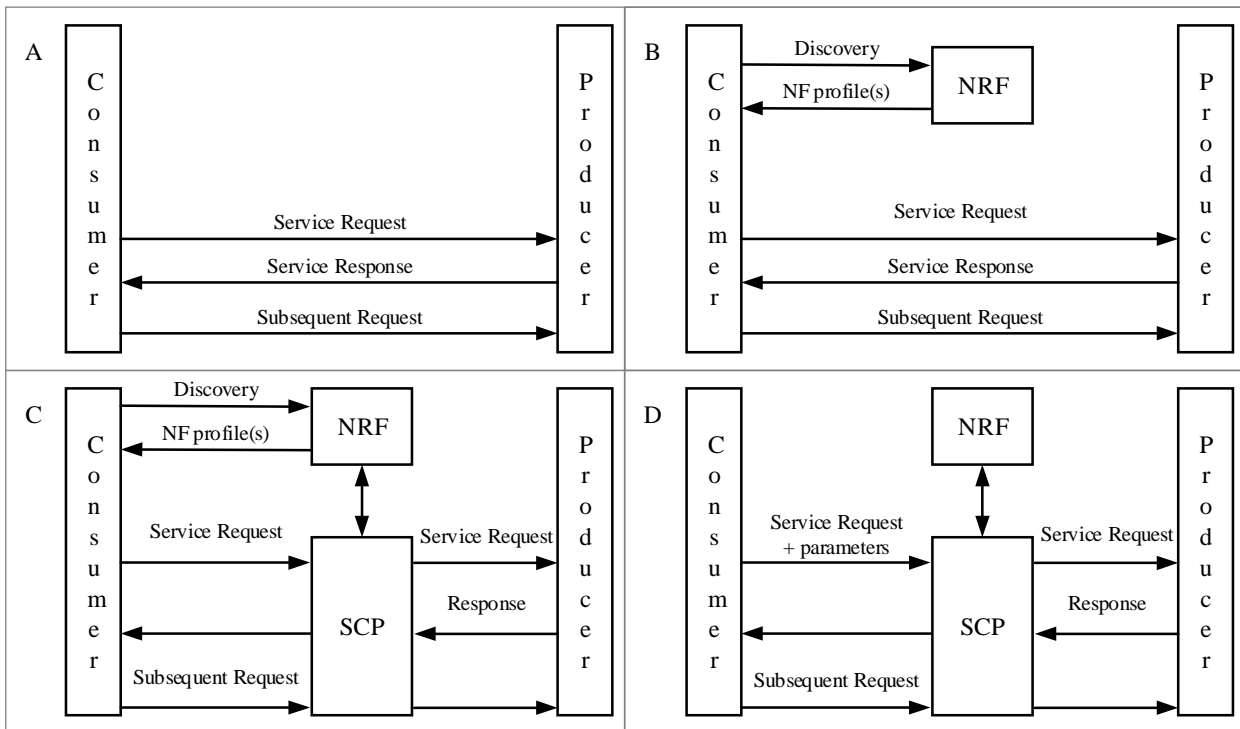 A
Consumer
Producer
Service Request
Service Response
Subsequent Request
B
Consumer
Discovery
NF profile(s)
NRF
Producer
Service Request
Service Response
Subsequent Request
C
Consumer
Discovery
NF profile(s)
NRF
Producer
Service Request
Service Request
Response
SCP
Subsequent Request
D
Consumer
NRF
Producer
Service Request
+ parameters
Service Request
Response
SCP
Subsequent Request